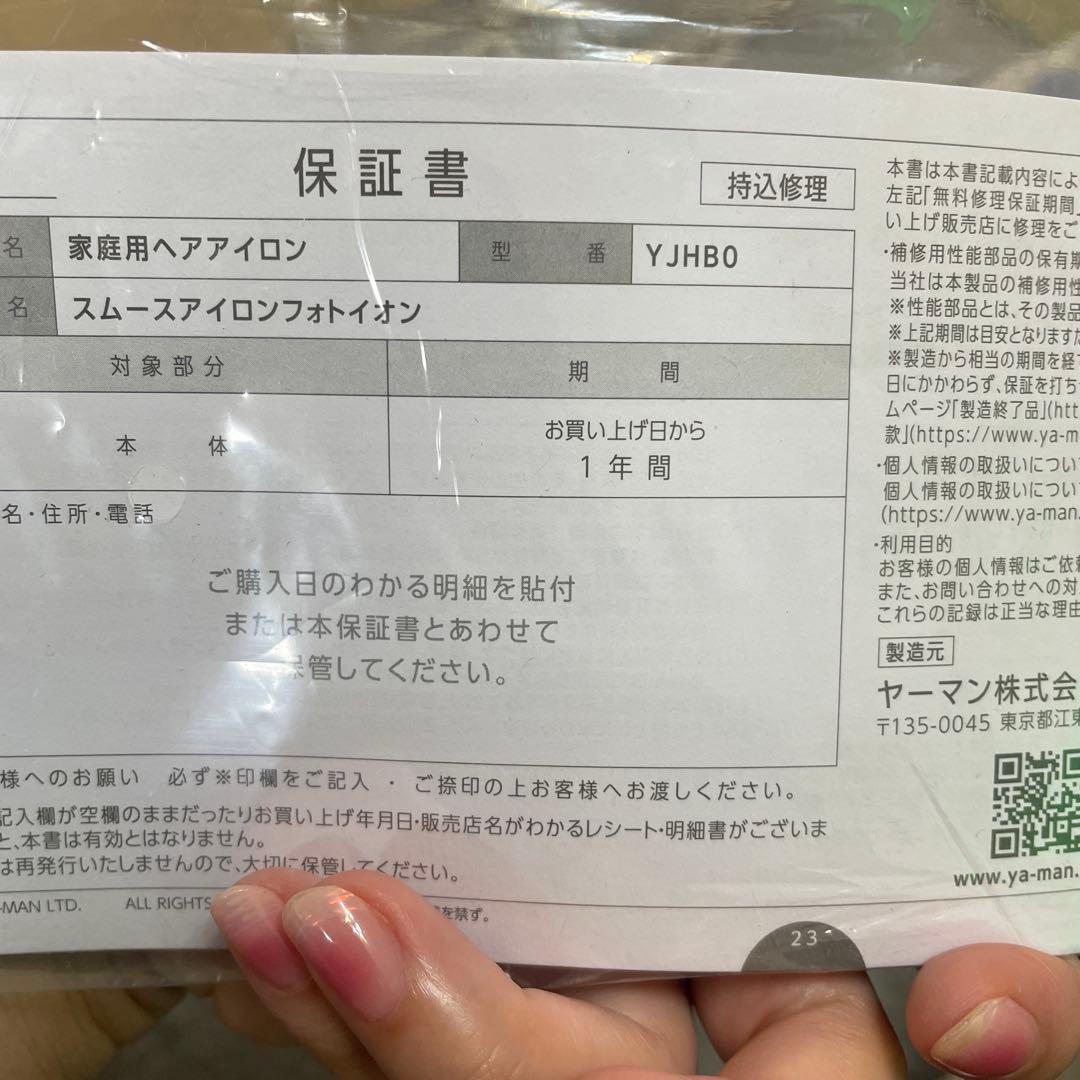 保証書
持込修理
名 家庭用ヘアアイロン 型番 YJHB0
名 スムースアイロンフォトイオン
対象部分 期間
本体 お買い上げ日から
1年間
名・住所・電話
ご購入日のわかる明細を貼付
または本保証書とあわせて
保管してください。
様へのお願い 必ず※印欄をご記入・ご捺印の上お客様へお渡しください。
記入欄が空欄のままだったりお買い上げ年月日・販売店名がわかるレシート・明細書がございま
と、本書は有効とはなりません。
は再発行いたしませんので、大切に保管してください。
-MAN LTD. ALL RIGHTS
を禁ず。
23
本書は本書記載内容によ
左記「無料修理保証期間」
い上げ販売店に修理をご
・補修用性能部品の保有期
当社は本製品の補修用性
※性能部品とは、その製品
※上記期間は目安となりますた
※製造から相当の期間を経
日にかかわらず、保証を打ち
ムページ「製造終了品」(htt
款」(https://www.ya-m
・個人情報の取扱いについ
個人情報の取扱いについ
(https://www.ya-man.
・利用目的
お客様の個人情報はご依頼
また、お問い合わせへの対
これらの記録は正当な理由
製造元
ヤーマン株式会
〒135-0045 東京都江東
www.ya-man.